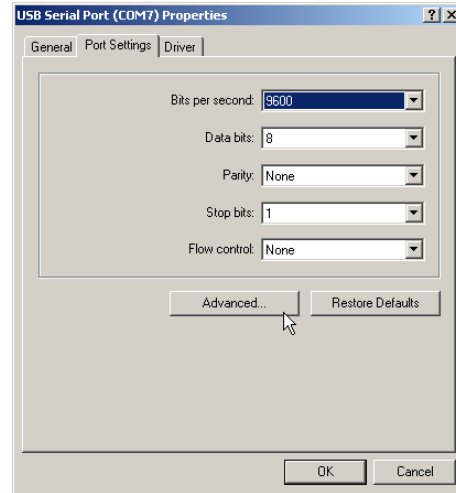 USB Serial Port (COM7) Properties
General Port Settings Driver
Bits per second: 9600
Data bits: 8
Parity: None
Stop bits: 1
Flow control: None
Advanced... Restore Defaults
OK Cancel